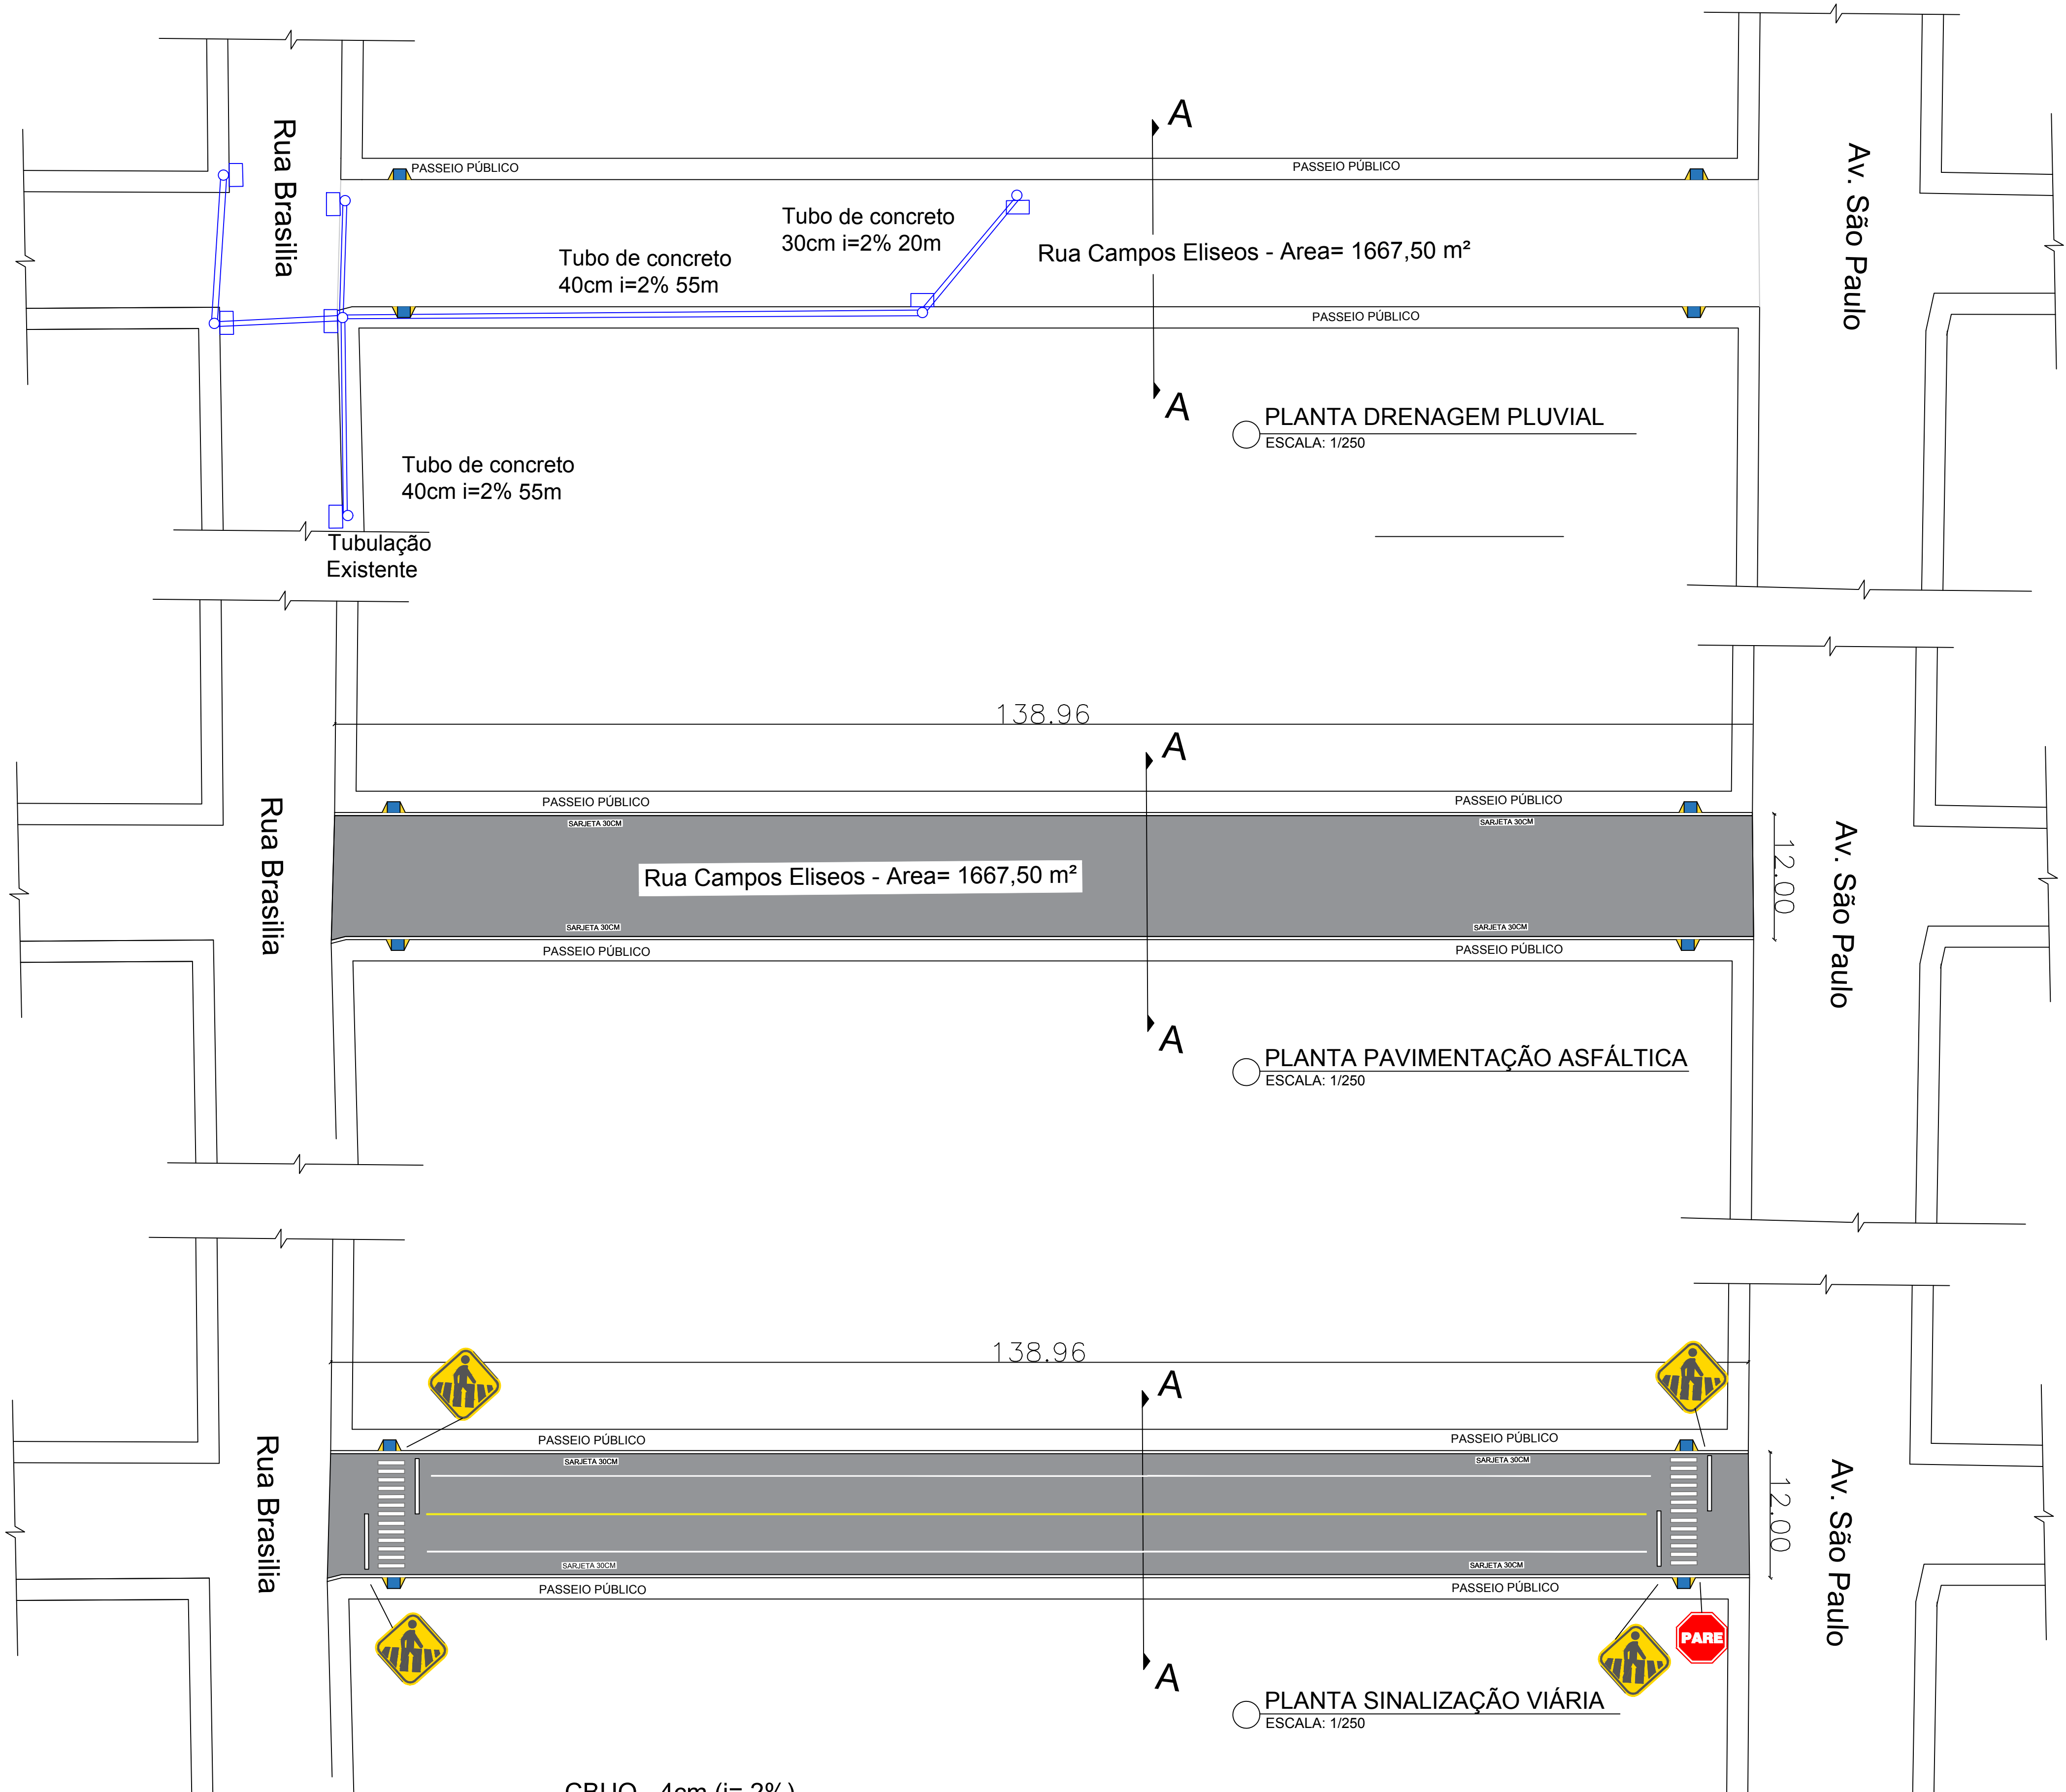 A
PASSEIO PÚBLICO
PASSEIO PÚBLICO
Rua Brasilia
Av. São Paulo
Tubo de concreto
30cm i=2% 20m
Tubo de concreto
40cm i=2% 55m
Rua Campos Eliseos - Area= 1667,50 m²
PASSEIO PÚBLICO
A
PLANTA DRENAGEM PLUVIAL
ESCALA: 1/250
Tubo de concreto
40cm i=2% 55m
Tubulação
Existente
138.96
A
PASSEIO PÚBLICO
PASSEIO PÚBLICO
SARJETA 30CM
SARJETA 30CM
Rua Brasilia
Rua Campos Eliseos - Area= 1667,50 m²
12.00
Av. São Paulo
SARJETA 30CM
SARJETA 30CM
PASSEIO PÚBLICO
PASSEIO PÚBLICO
A
PLANTA PAVIMENTAÇÃO ASFÁLTICA
ESCALA: 1/250
138.96
A
PASSEIO PÚBLICO
PASSEIO PÚBLICO
SARJETA 30CM
SARJETA 30CM
Rua Brasilia
12.00
Av. São Paulo
SARJETA 30CM
SARJETA 30CM
PASSEIO PÚBLICO
PASSEIO PÚBLICO
PARE
A
PLANTA SINALIZAÇÃO VIÁRIA
ESCALA: 1/250
4cm (i= 2%)